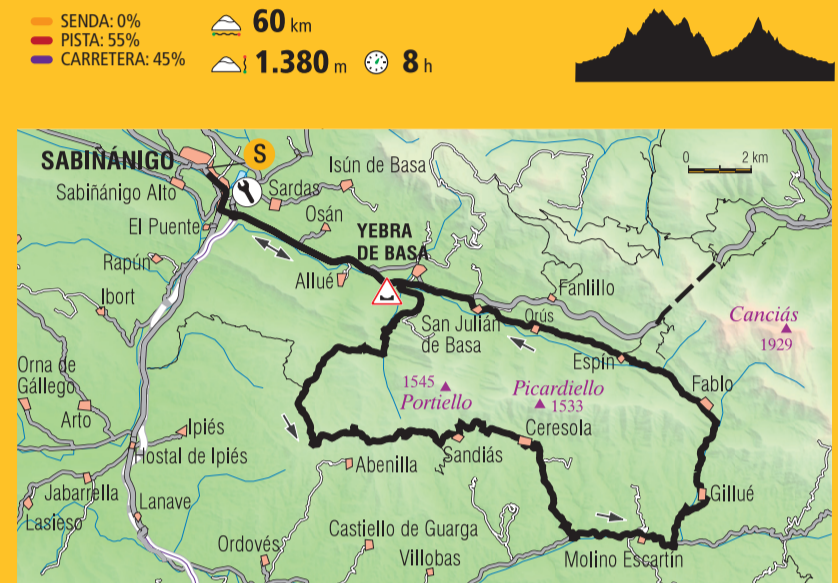 SENDA: 0%
PISTA: 55%
CARRETERA: 45%
60 km
1.380 m
8 h
SABIÑÁNIGO
S
Sabiñánigo Alto
Sardas
Isún de Basa
0 2 km
El Puente
Osán
YEBRA
DE BASA
Rapún
Allué
Ibort
Fanlillo
San Julián
de Basa
Orús
Canciás
1929
Espín
Orna de
Gállego
1545
Portiello
Picardiello
1533
Fablo
Arto
Ipiés
Ceresola
Hostal de Ipiés
Sandiás
Abenilla
Jabarrella
Lanave
Gillué
Lasieso
Castiello de Guarga
Ordovés
Villobas
Molino Escartín